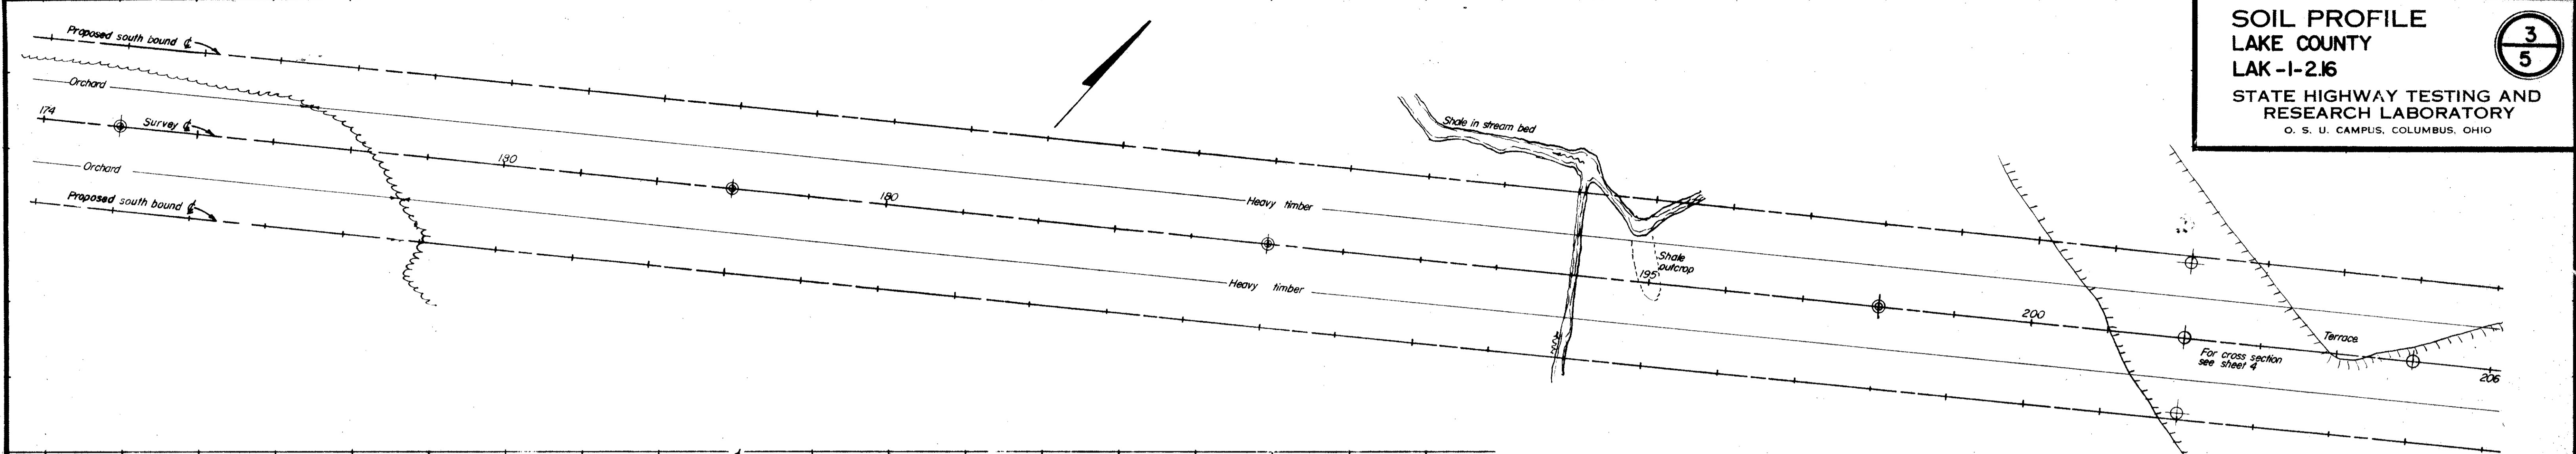 SOIL PROFILE
LAKE COUNTY
LAK-1-2.16
3
5
STATE HIGHWAY TESTING AND
RESEARCH LABORATORY
O. S. U. CAMPUS, COLUMBUS, OHIO
Proposed south bound ℄
Orchard
174
Survey ℄
Orchard
Proposed south bound ℄
180
180
Heavy timber
Heavy timber
Shale in stream bed
Shale
outcrop
195
200
Terrace
For cross section
see sheet 4
206